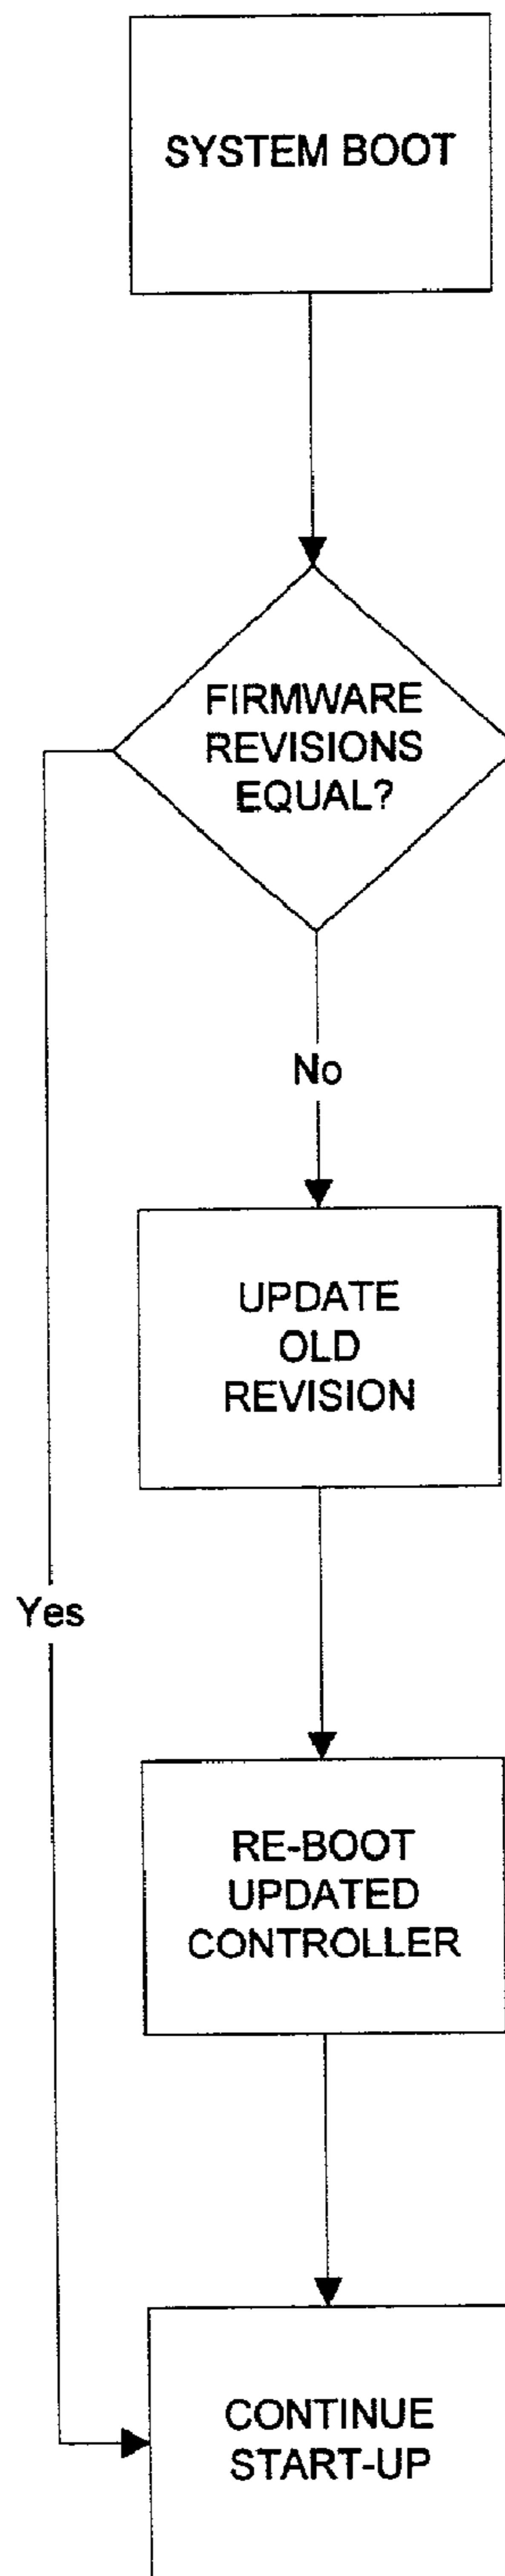 SYSTEM BOOT
FIRMWARE
REVISIONS
EQUAL?
No
UPDATE
OLD
REVISION
Yes
RE-BOOT
UPDATED
CONTROLLER
CONTINUE
START-UP